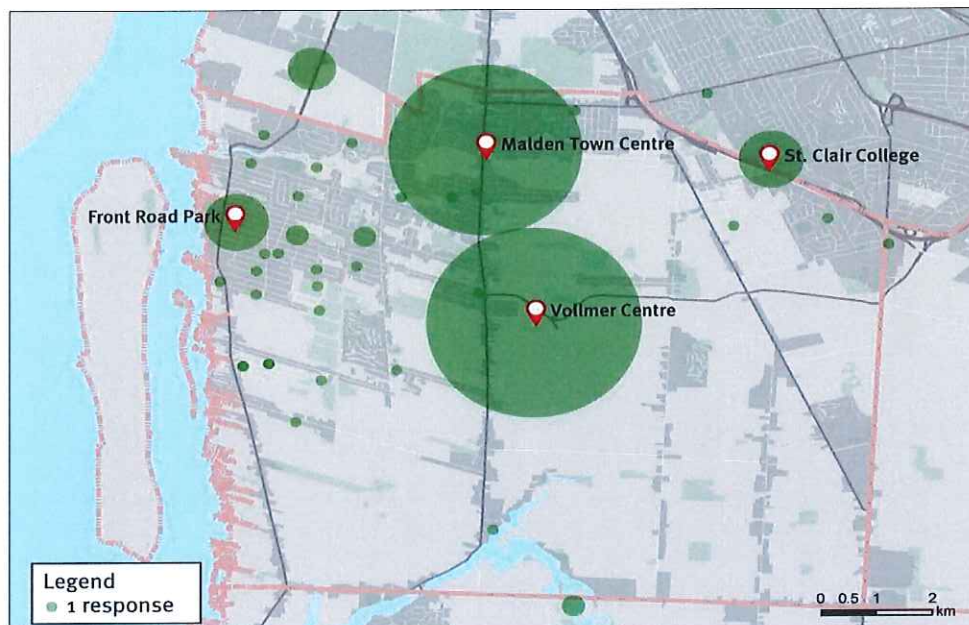 Malden Town Centre
St. Clair College
Front Road Park
Vollmer Centre
Legend
1 response
0 0.5 1 2
km